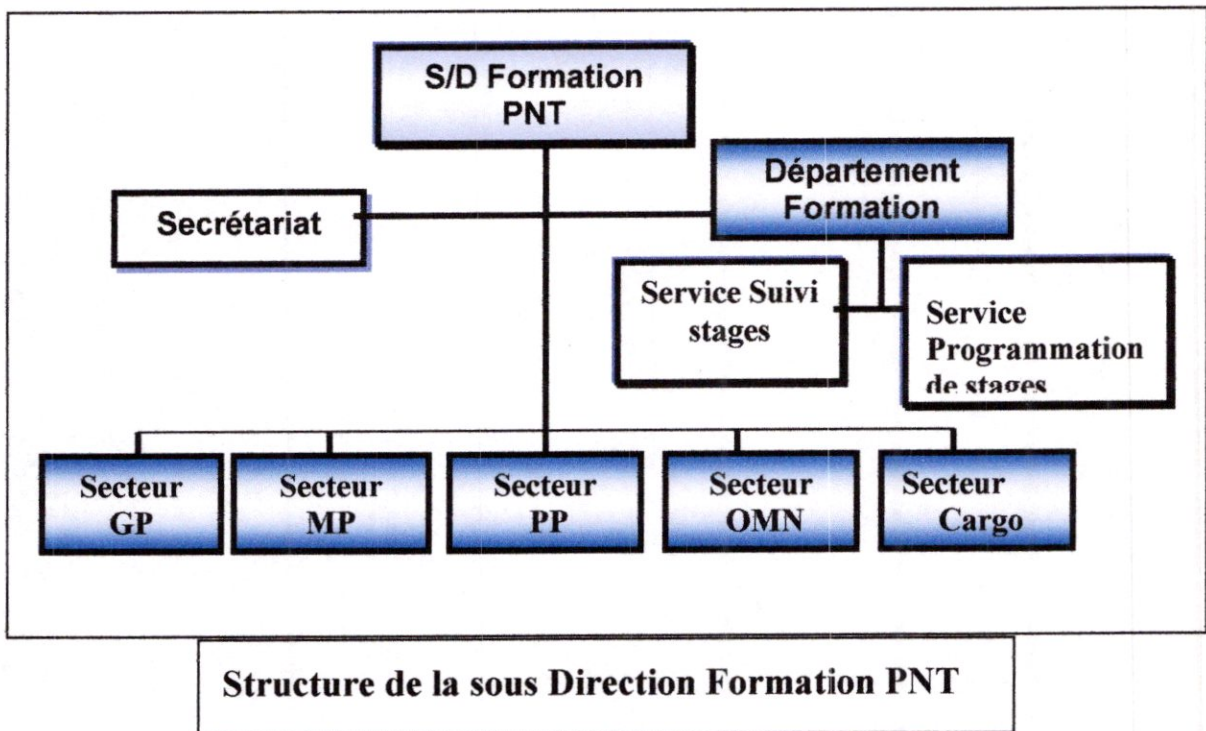 S/D Formation
PNT
Département
Formation
Secrétariat
Service Suivi
stages
Service
Programmation
de stages
Secteur
GP
Secteur
MP
Secteur
PP
Secteur
OMN
Secteur
Cargo
Structure de la sous Direction Formation PNT